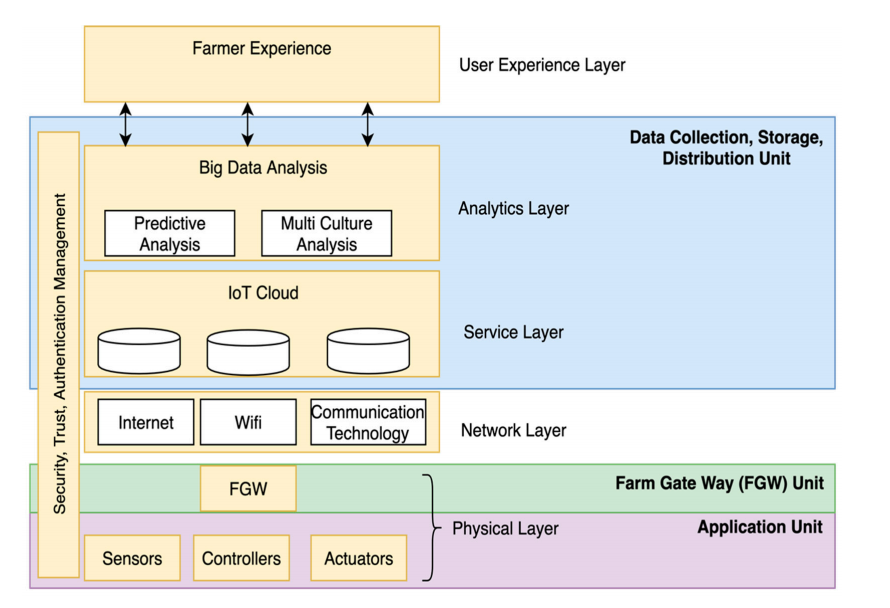 Farmer Experience
User Experience Layer
Data Collection, Storage,
Distribution Unit
Security, Trust, Authentication Management
Big Data Analysis
Predictive
Analysis
Multi Culture
Analysis
Analytics Layer
IoT Cloud
Service Layer
Internet
Wifi
Communication
Technology
Network Layer
FGW
Farm Gate Way (FGW) Unit
Physical Layer
Application Unit
Sensors
Controllers
Actuators